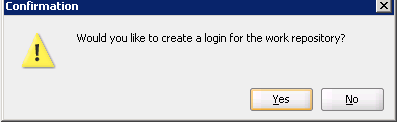 Confirmation
Would you like to create a login for the work repository?
Yes
No